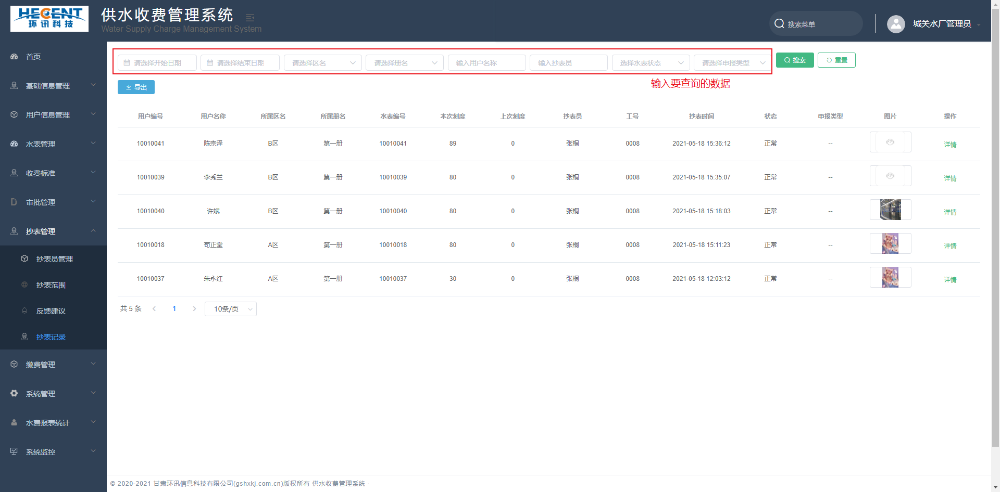 HECENT
环讯科技
供水收费管理系统
Water Supply Charge Management System
搜索菜单
城关水厂管理员
首页
基础信息管理
用户信息管理
水表管理
收费标准
审批管理
抄表管理
抄表员管理
抄表范围
反馈建议
抄表记录
缴费管理
系统管理
水费报表统计
系统监控
请选择开始日期 请选择结束日期 请选择区名 请选择册名 输入用户名称 输入抄表员 选择水表状态 请选择申报类型 搜索 重置
输入要查询的数据
导出
用户编号 用户名称 所属区名 所属册名 水表编号 本次刻度 上次刻度 抄表员 工号 抄表时间 状态 申报类型 图片 操作
10010041 陈宗泽 B区 第一册 10010041 89 0 张桐 0008 2021-05-18 15:36:12 正常 -- 详情
10010039 李秀兰 B区 第一册 10010039 80 0 张桐 0008 2021-05-18 15:35:07 正常 -- 详情
10010040 许斌 B区 第一册 10010040 80 0 张桐 0008 2021-05-18 15:18:03 正常 -- 详情
10010018 苟正堂 A区 第一册 10010018 80 0 张桐 0008 2021-05-18 15:11:23 正常 -- 详情
10010037 朱永红 A区 第一册 10010037 30 0 张桐 0008 2021-05-18 12:03:12 正常 -- 详情
共 5 条 1 10条/页
© 2020-2021 甘肃环讯信息科技有限公司(gshxkj.com.cn)版权所有 供水收费管理系统 ·